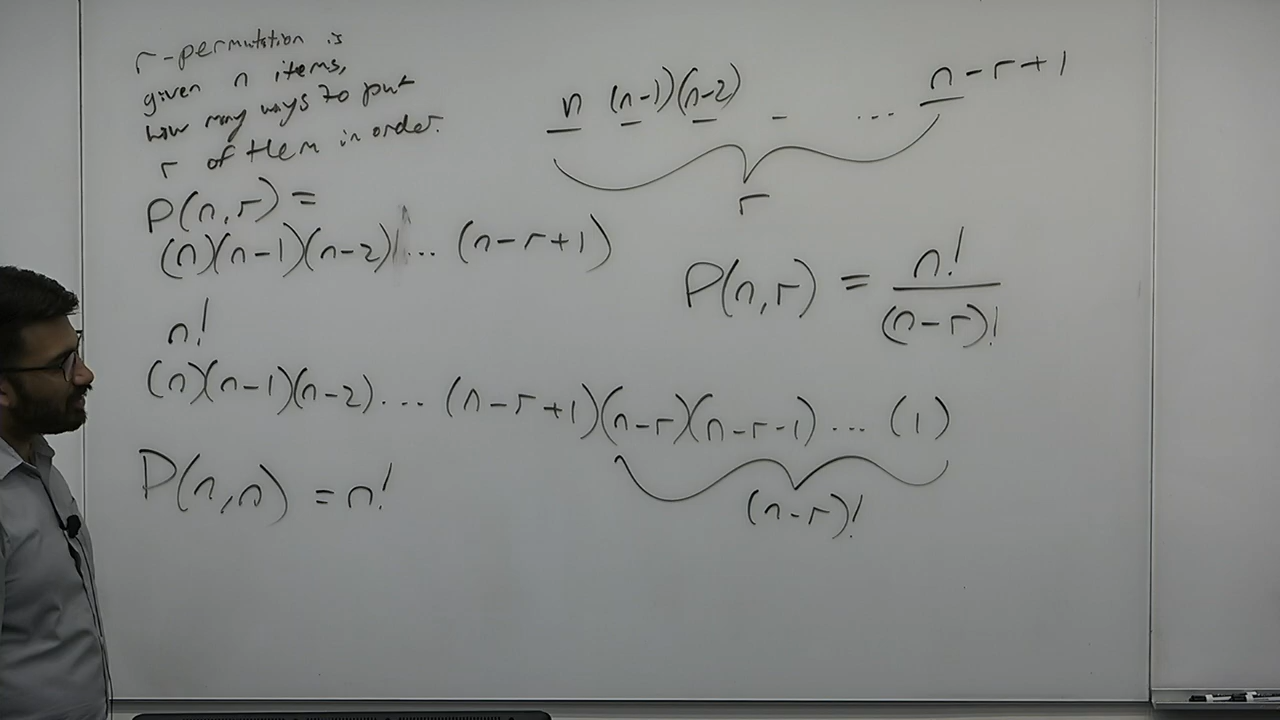 r-permutation is
given n items,
how many ways to put
r of them in order.
P(n,r) =
(n)(n-1)(n-2) ... (n-r+1)
n!
(n)(n-1)(n-2)... (n-r+1)(n-r)(n-r-1)... (1)
(n-r)!
P(n,n) = n!
n (n-1)(n-2) - ... n-r+1
r
P(n,r) = n! / (n-r)!